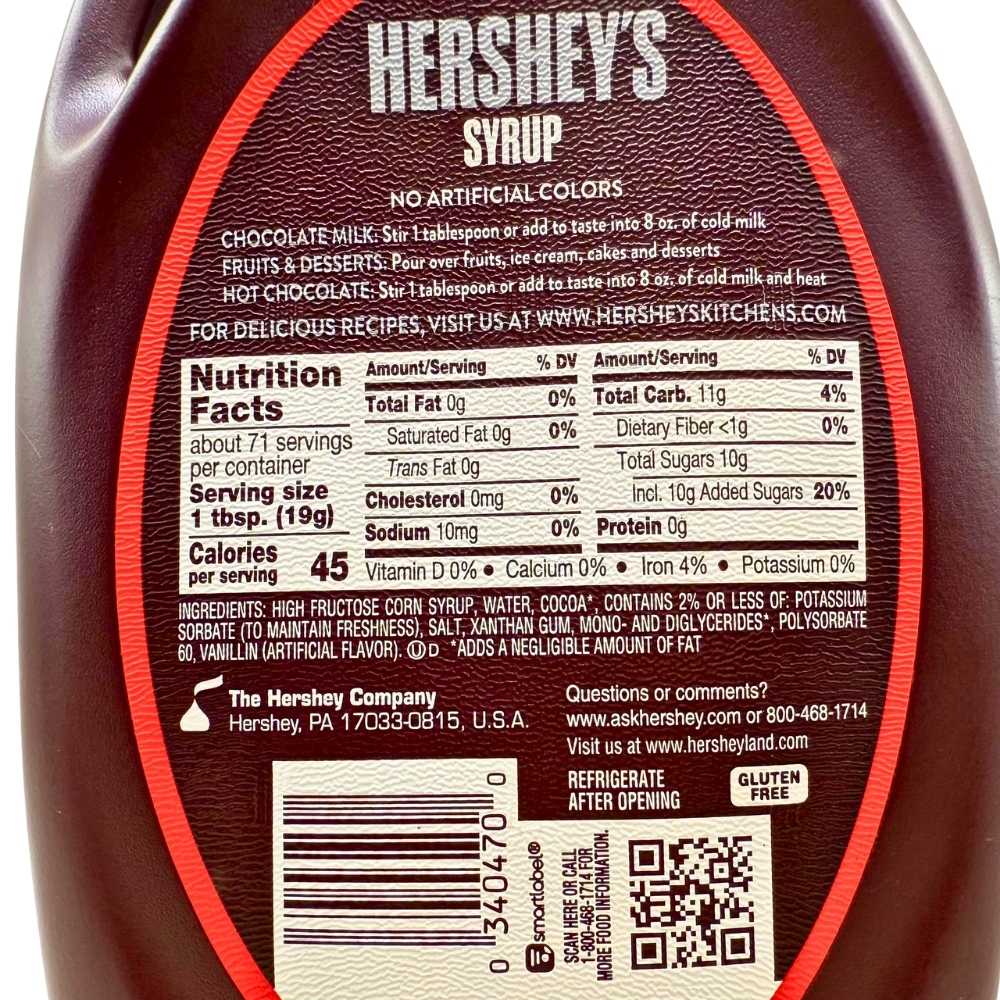 HERSHEY'S
SYRUP
NO ARTIFICIAL COLORS
CHOCOLATE MILK: Stir 1 tablespoon or add to taste into 8 oz. of cold milk
FRUITS & DESSERTS: Pour over fruits, ice cream, cakes and desserts
HOT CHOCOLATE: Stir 1 tablespoon or add to taste into 8 oz. of cold milk and heat
FOR DELICIOUS RECIPES, VISIT US AT WWW.HERSHEYSKITCHENS.COM
Nutrition
Facts
about 71 servings
per container
Serving size
1 tbsp. (19g)
Calories
per serving 45
Amount/Serving % DV
Total Fat 0g 0%
Saturated Fat 0g 0%
Trans Fat 0g
Cholesterol 0mg 0%
Sodium 10mg 0%
Amount/Serving % DV
Total Carb. 11g 4%
Dietary Fiber <1g 0%
Total Sugars 10g
Incl. 10g Added Sugars 20%
Protein 0g
Vitamin D 0% • Calcium 0% • Iron 4% • Potassium 0%
INGREDIENTS: HIGH FRUCTOSE CORN SYRUP, WATER, COCOA*, CONTAINS 2% OR LESS OF: POTASSIUM
SORBATE (TO MAINTAIN FRESHNESS), SALT, XANTHAN GUM, MONO- AND DIGLYCERIDES*, POLYSORBATE
60, VANILLIN (ARTIFICIAL FLAVOR). Ⓤ D *ADDS A NEGLIGIBLE AMOUNT OF FAT
The Hershey Company
Hershey, PA 17033-0815, U.S.A.
Questions or comments?
www.askhershey.com or 800-468-1714
Visit us at www.hersheyland.com
REFRIGERATE
AFTER OPENING
GLUTEN
FREE
0 340470 0
smartlabel®
SCAN HERE OR CALL
1-800-468-1714 FOR
MORE FOOD INFORMATION.